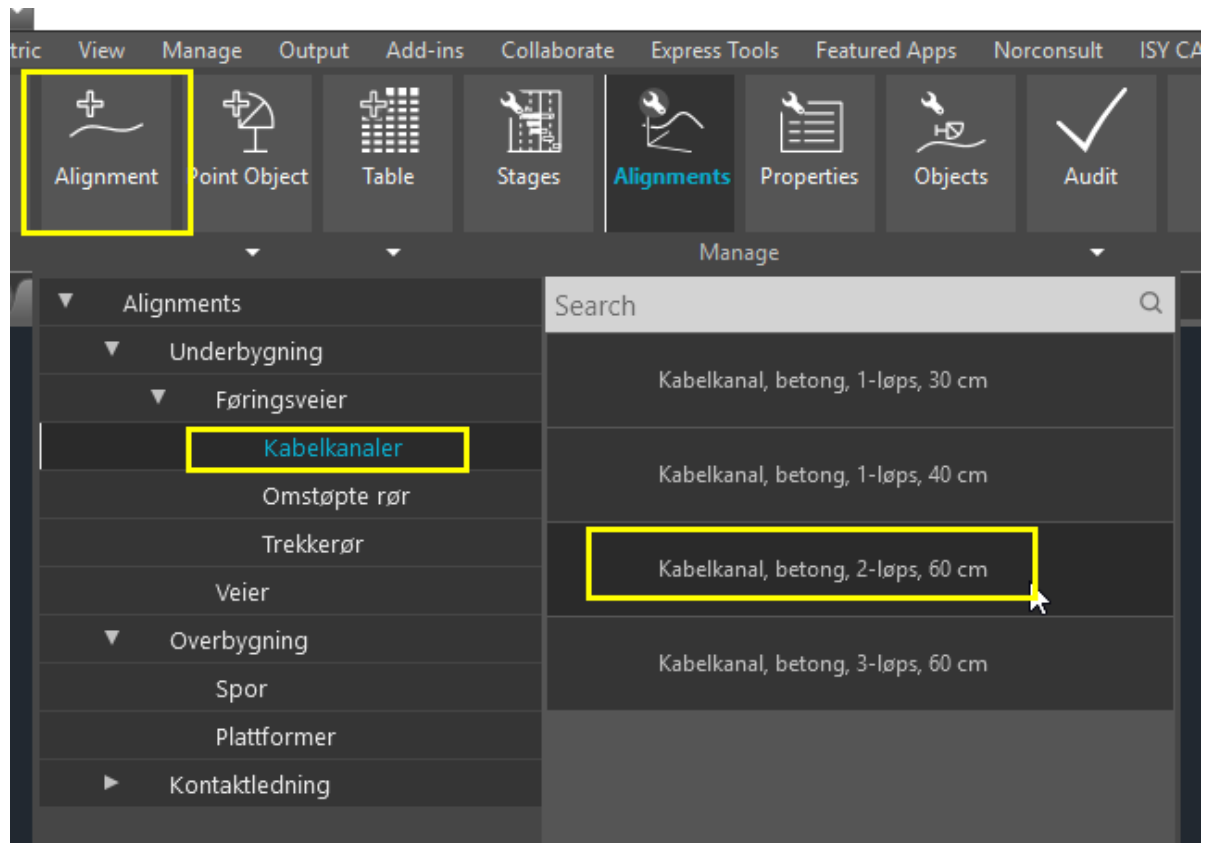 tric View Manage Output Add-ins Collaborate Express Tools Featured Apps Norconsult ISY CA
Alignment Point Object Table Stages Alignments Properties Objects Audit
Manage
Alignments
Underbygning
Føringsveier
Kabelkanaler
Omstøpte rør
Trekkerør
Veier
Overbygning
Spor
Plattformer
Kontaktledning
Search
Kabelkanal, betong, 1-løps, 30 cm
Kabelkanal, betong, 1-løps, 40 cm
Kabelkanal, betong, 2-løps, 60 cm
Kabelkanal, betong, 3-løps, 60 cm